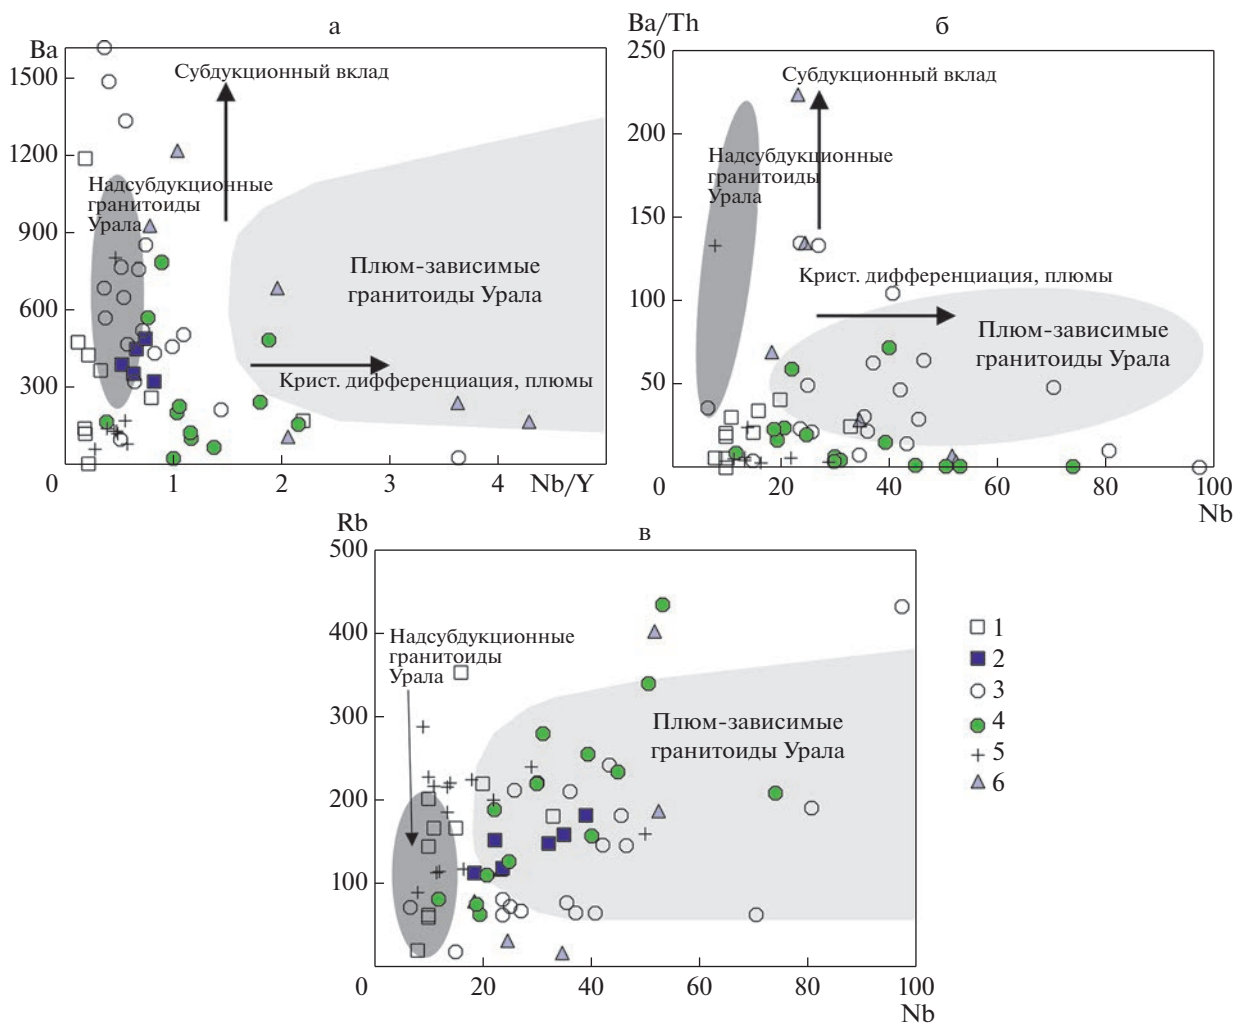 а
Ba
1500
1200
900
600
300
0
1
2
3
4
Nb/Y
Субдукционный вклад
Надсубдукционные
гранитоиды
Урала
Плюм-зависимые
гранитоиды Урала
Крист. дифференциация, плюмы
б
Ba/Th
250
200
150
100
50
0
20
40
60
80
100
Nb
Субдукционный вклад
Надсубдукционные
гранитоиды
Урала
Крист. дифференциация, плюмы
Плюм-зависимые
гранитоиды Урала
в
Rb
500
400
300
200
100
0
20
40
60
80
100
Nb
Надсубдукционные
гранитоиды
Урала
Плюм-зависимые
гранитоиды Урала
1
2
3
4
5
6